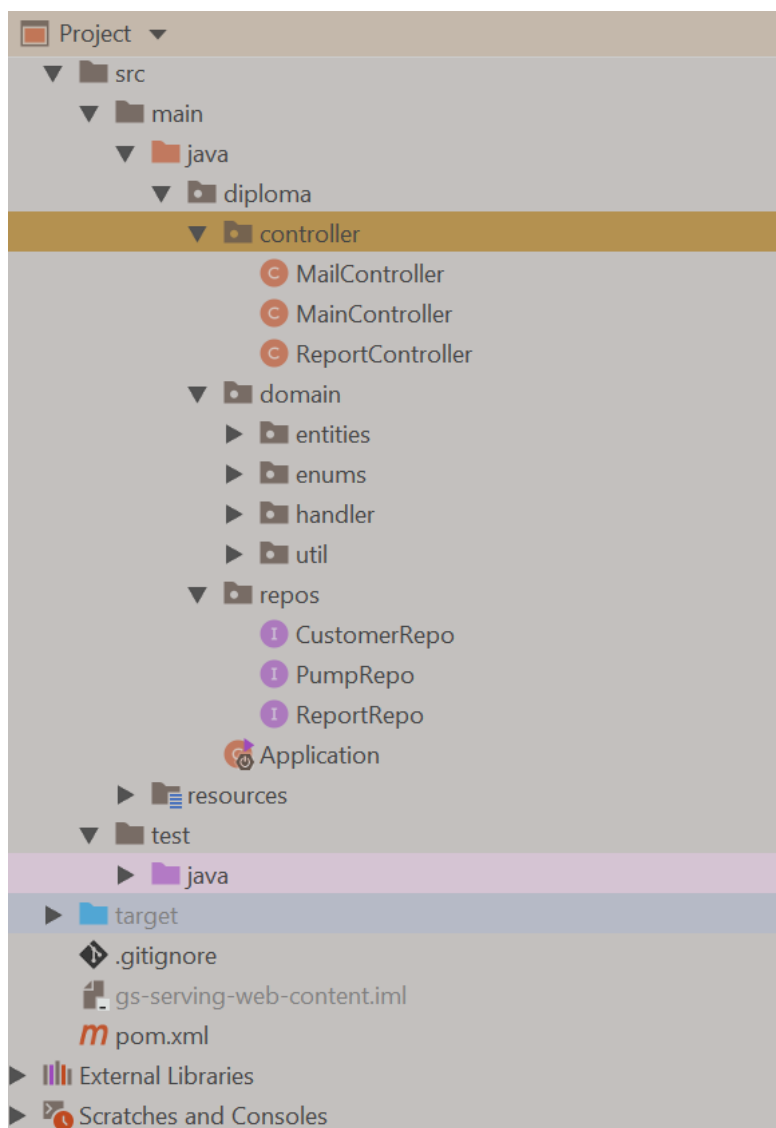 Project
src
main
java
diploma
controller
C MailController
C MainController
C ReportController
domain
entities
enums
handler
util
repos
I CustomerRepo
I PumpRepo
I ReportRepo
Application
resources
test
java
target
.gitignore
gs-serving-web-content.iml
m pom.xml
External Libraries
Scratches and Consoles